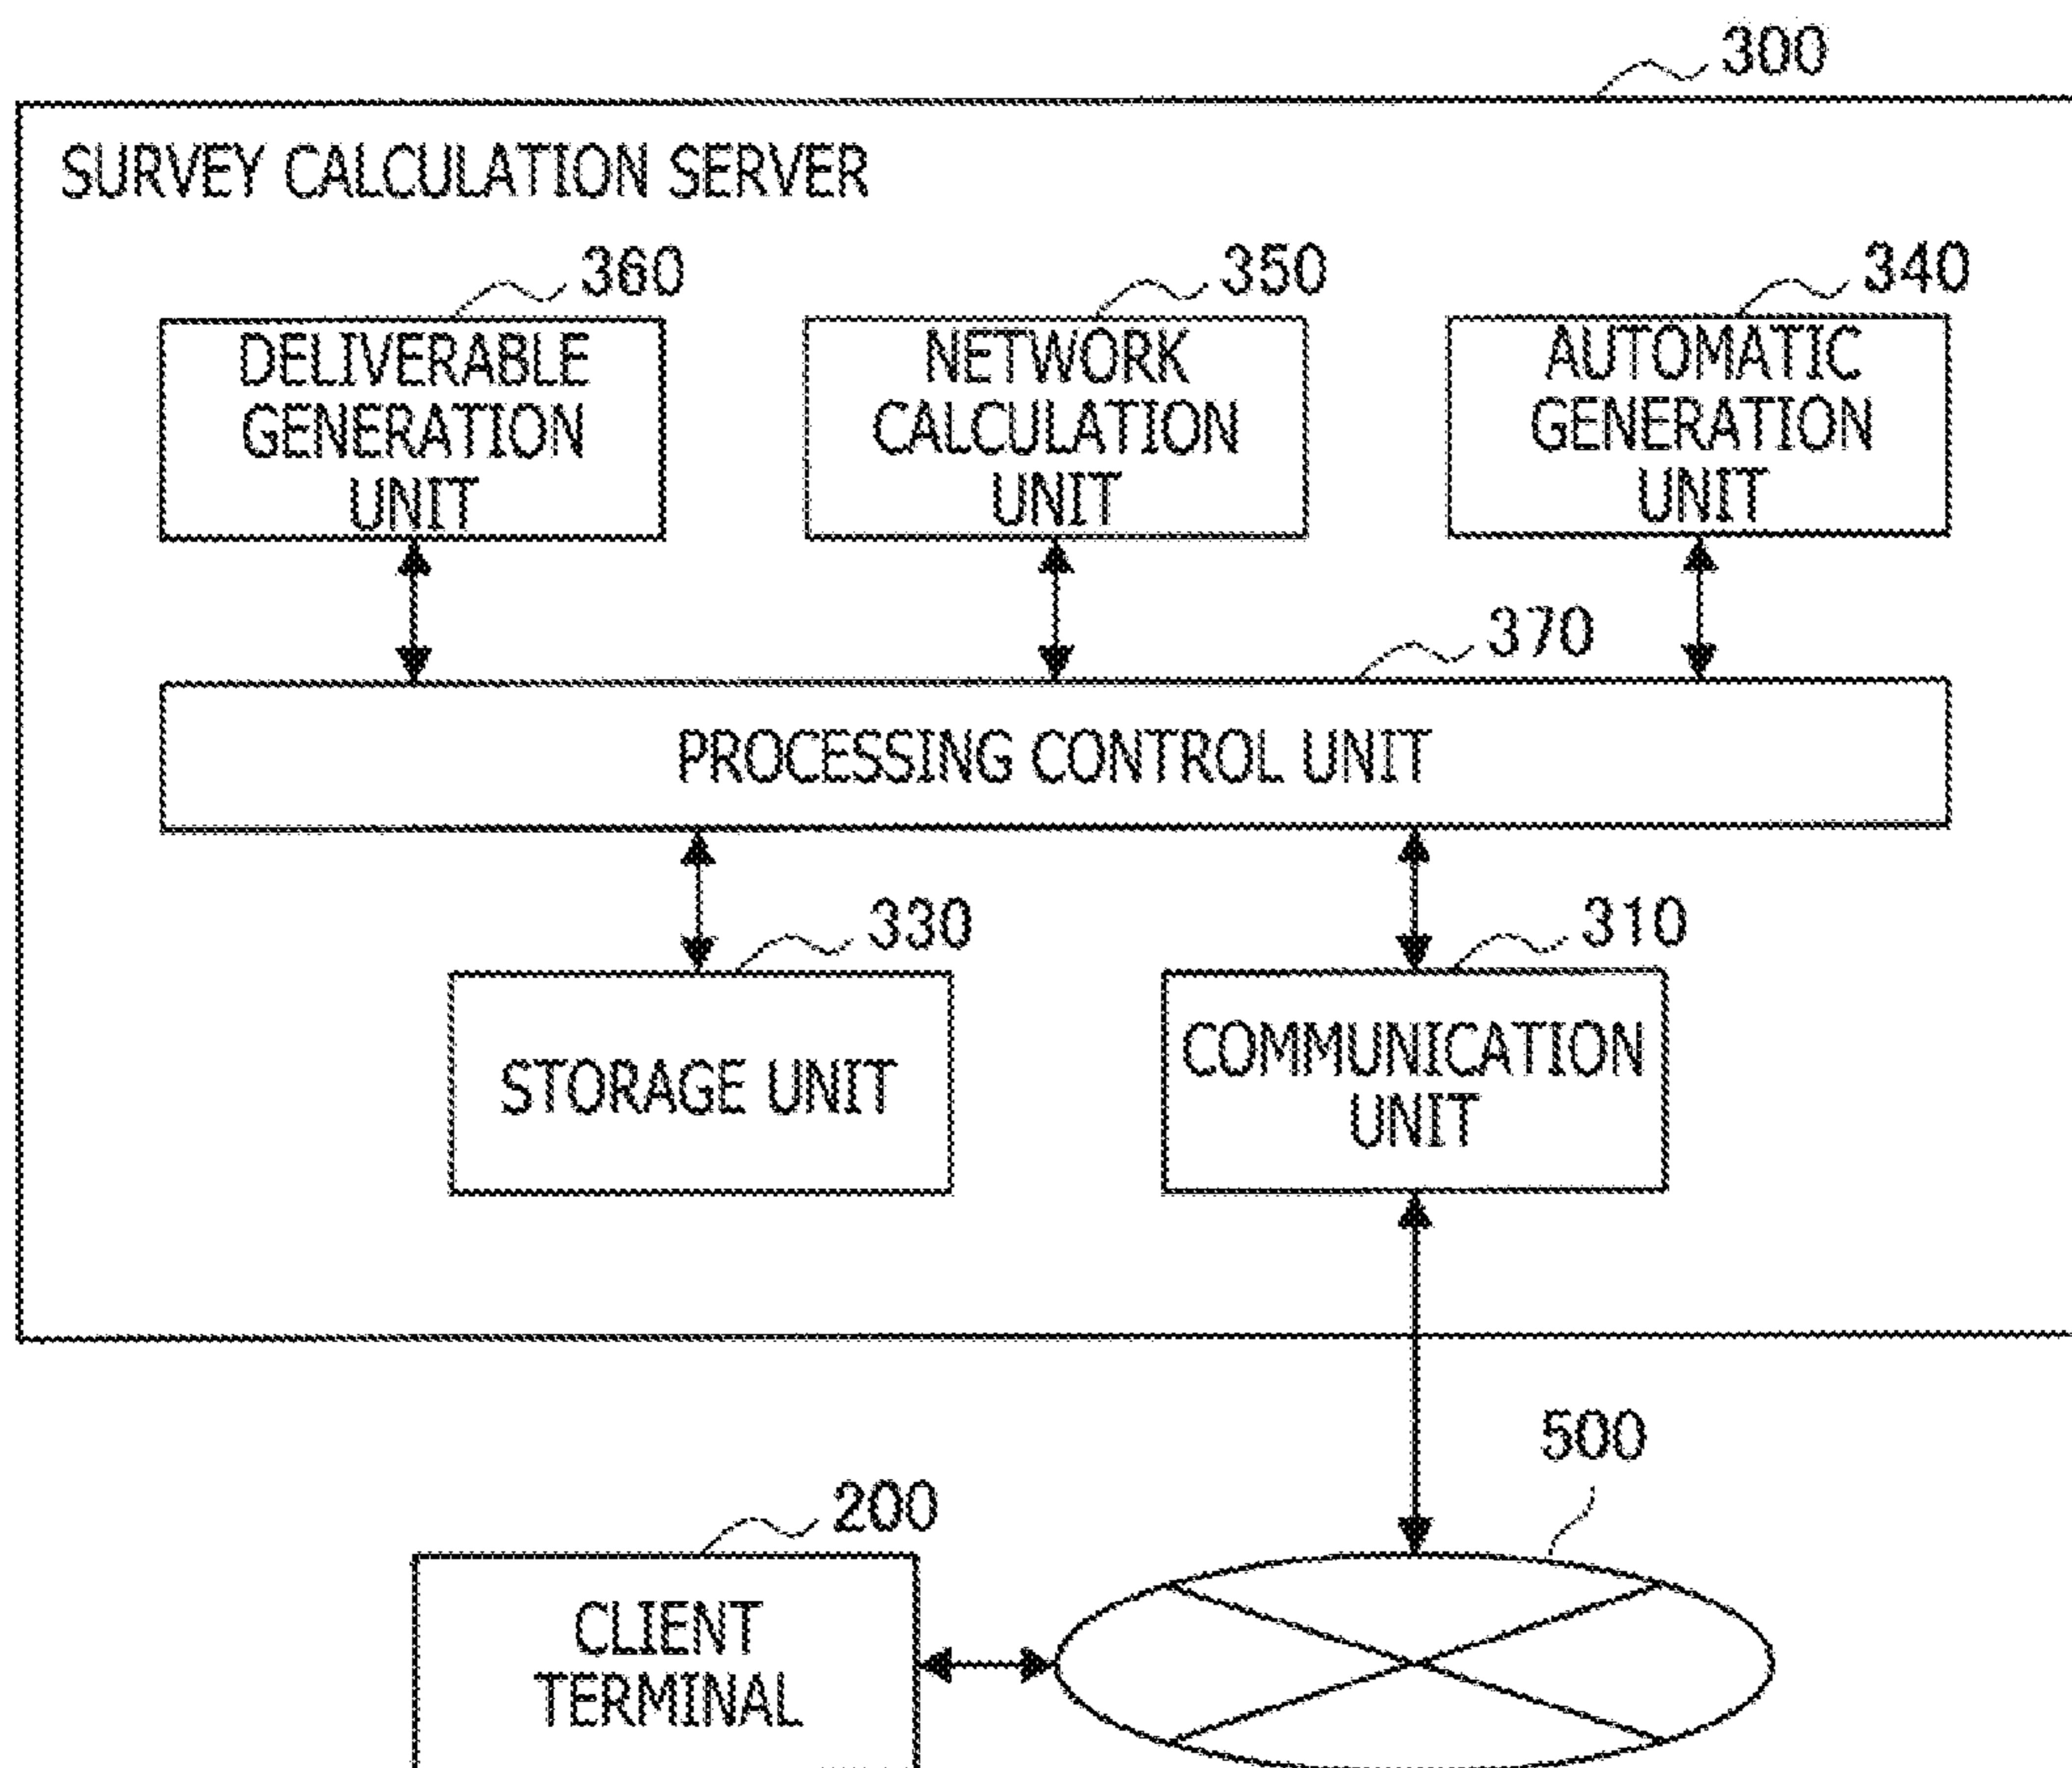 300
SURVEY CALCULATION SERVER
360
350
340
DELIVERABLE
GENERATION
UNIT
NETWORK
CALCULATION
UNIT
AUTOMATIC
GENERATION
UNIT
370
PROCESSING CONTROL UNIT
330
310
STORAGE UNIT
COMMUNICATION
UNIT
500
200
CLIENT
TERMINAL